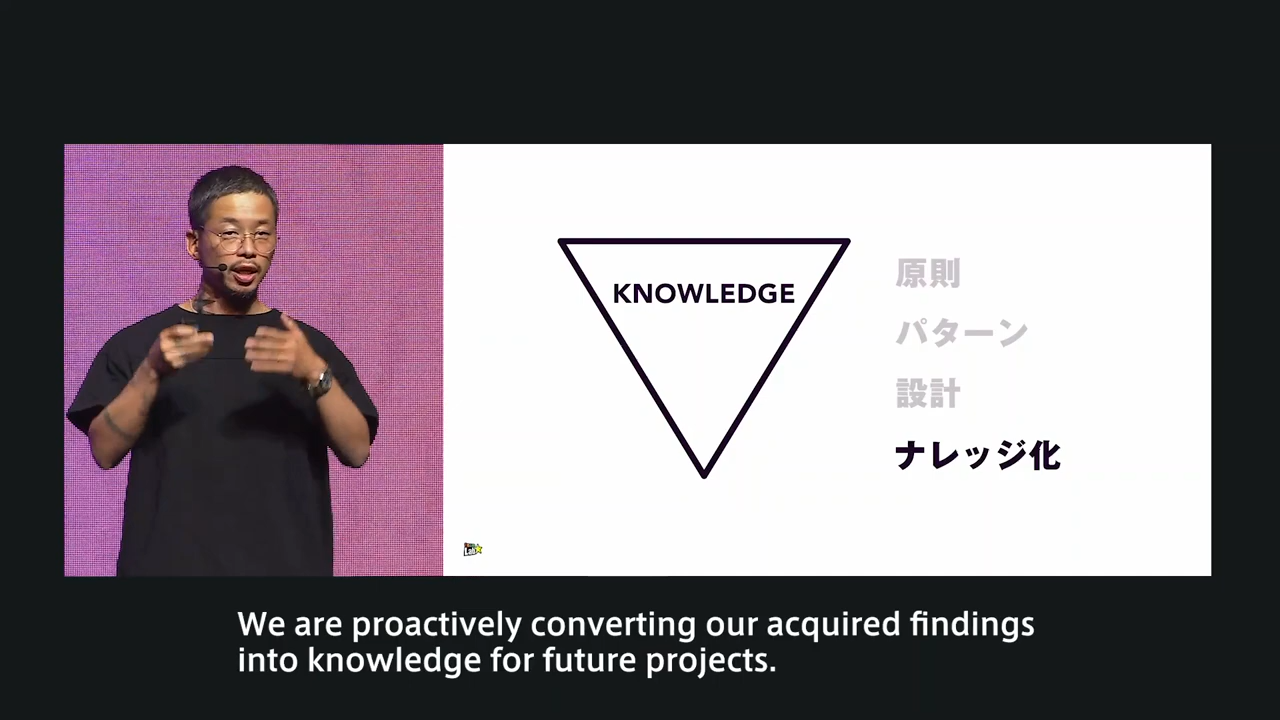 KNOWLEDGE
原則
パターン
設計
ナレッジ化
Lab
We are proactively converting our acquired findings
into knowledge for future projects.